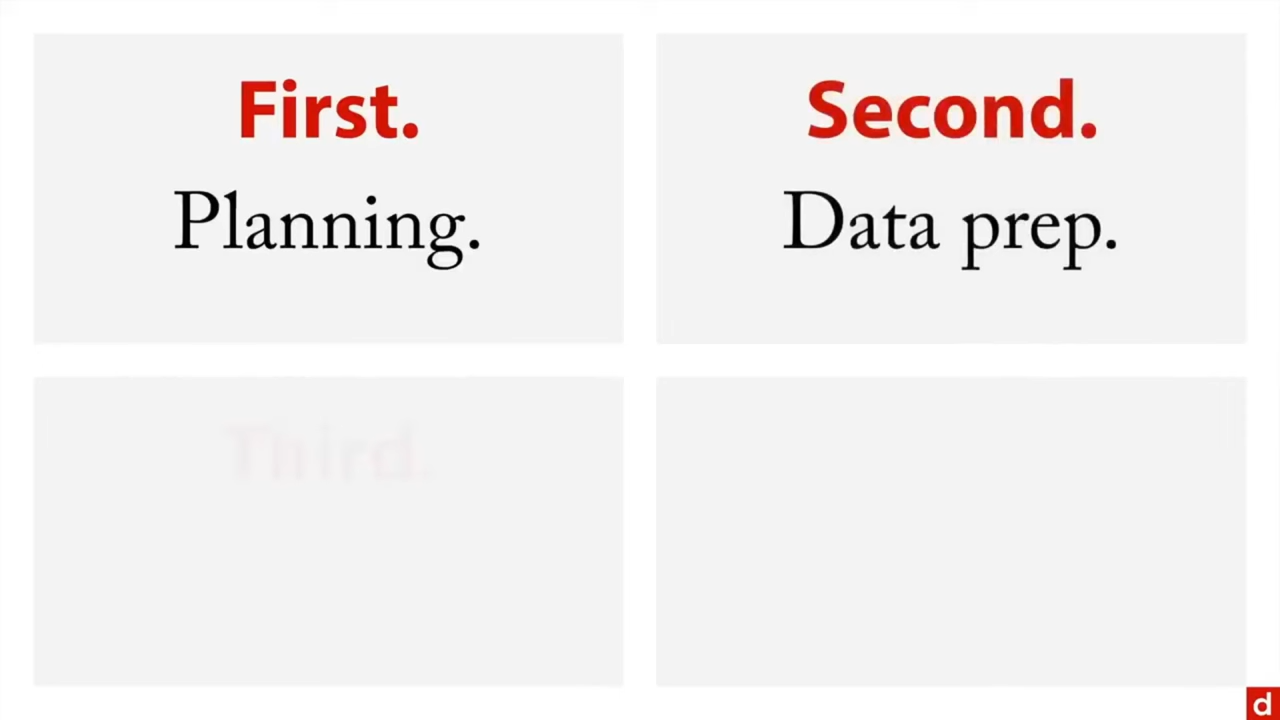 First.
Planning.
Second.
Data prep.
Third.
d